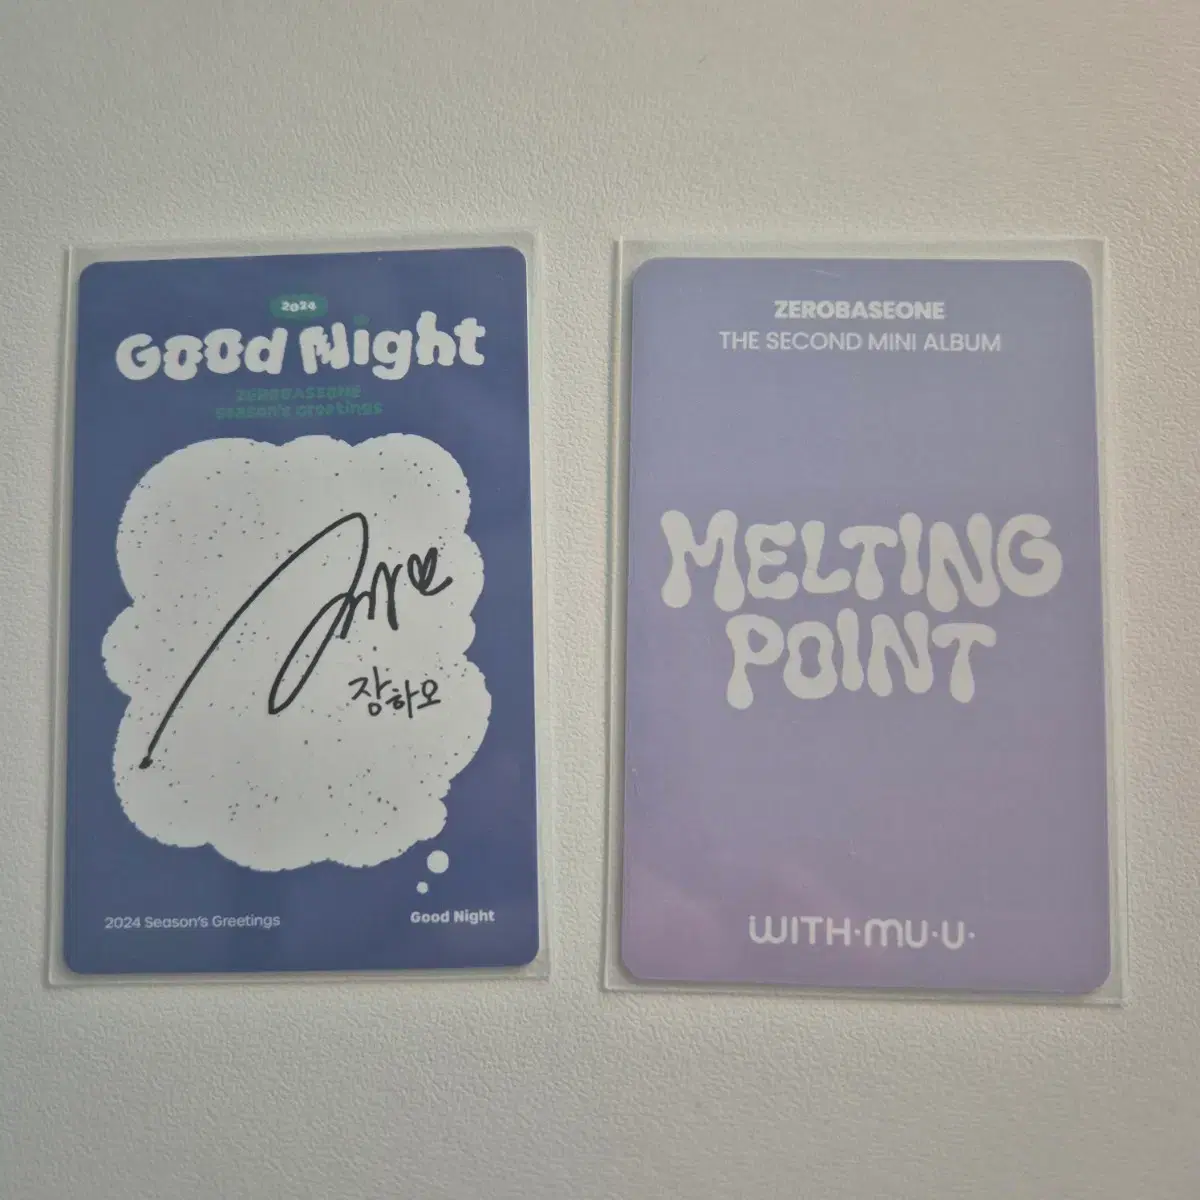 2024
Good Night
ZEROBASEONE
Season's Greetings
장하오
2024 Season's Greetings
Good Night
ZEROBASEONE
THE SECOND MINI ALBUM
MELTING
POINT
WITH·MU·U·